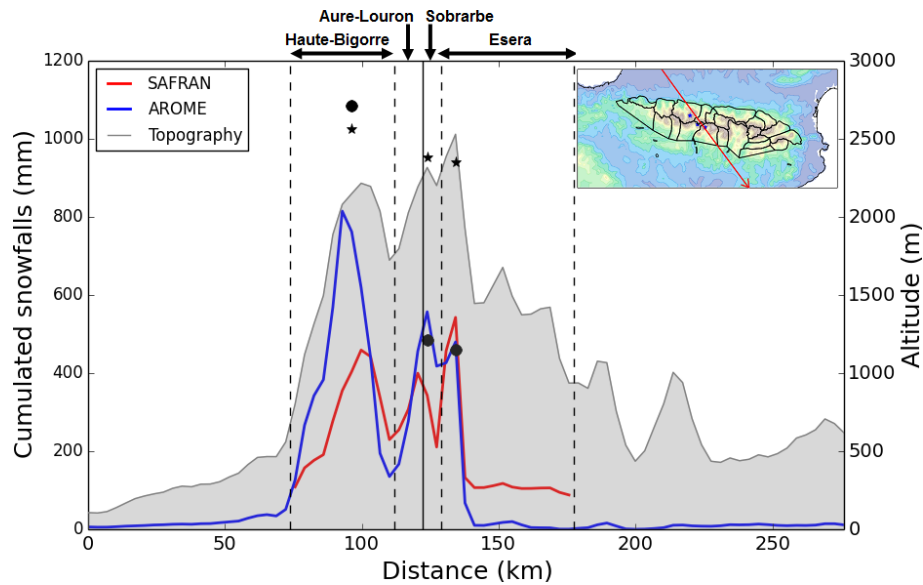 Aure-Louron Sobrarbe
Haute-Bigorre Esera
1200 3000
SAFRAN
AROME
Topography
1000 2500
800 2000
600 1500
400 1000
200 500
0 0
0 50 100 150 200 250
Cumulated snowfalls (mm)
Altitude (m)
Distance (km)